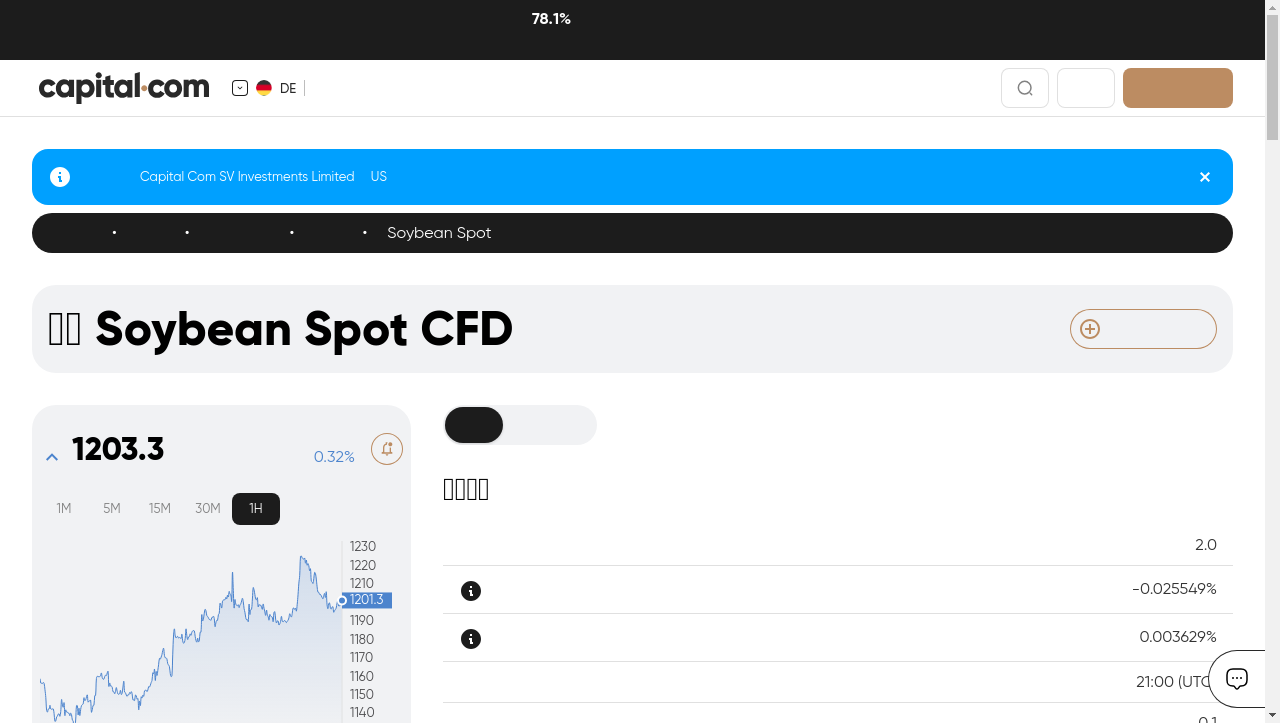 78.1%
capital.com
DE
Capital Com SV Investments Limited US
Soybean Spot
Soybean Spot CFD
1203.3
0.32%
1M 5M 15M 30M 1H
1230
1220
1210
1201.3
1190
1180
1170
1160
1150
1140
2.0
-0.025549%
0.003629%
21:00 (UTC
0.1